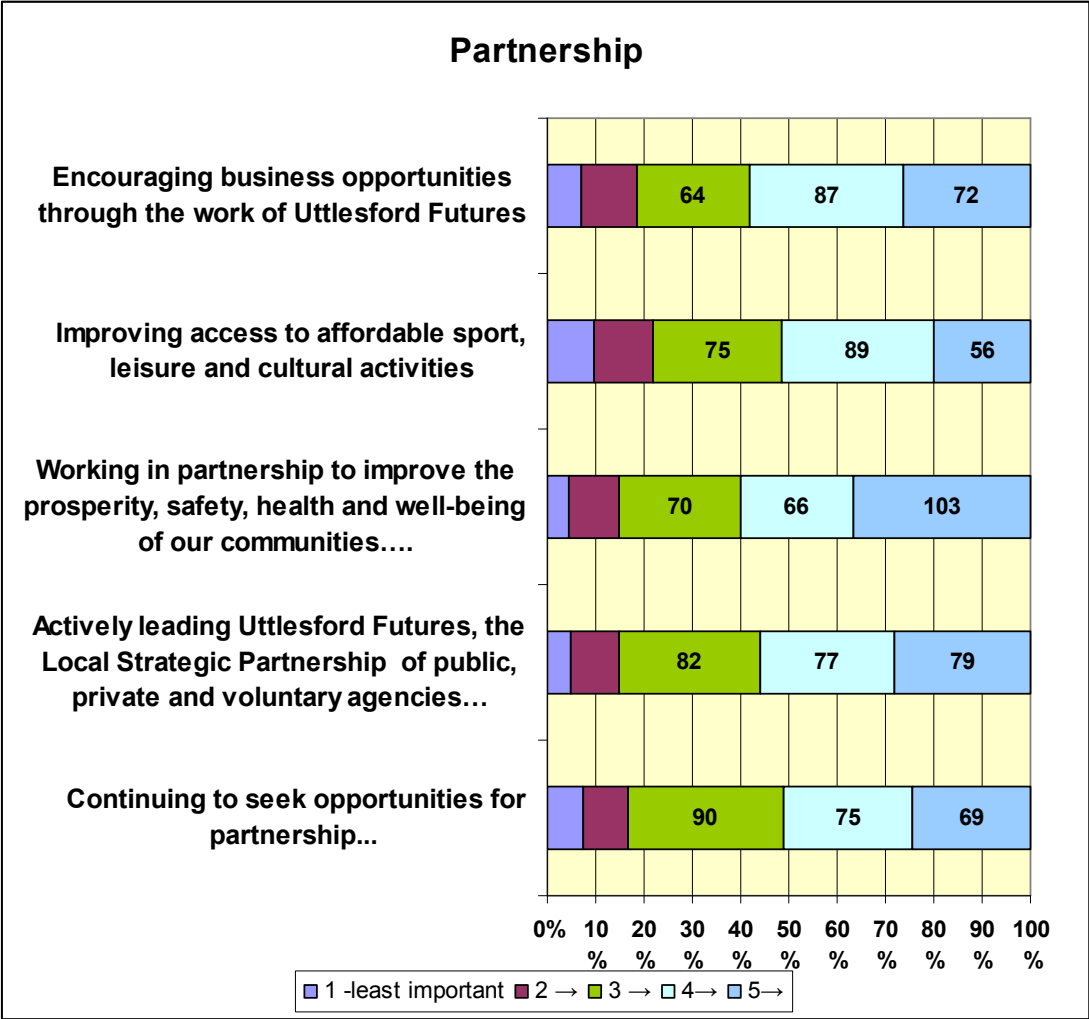 Partnership
Encouraging business opportunities
through the work of Uttlesford Futures
64 87 72
Improving access to affordable sport,
leisure and cultural activities
75 89 56
Working in partnership to improve the
prosperity, safety, health and well-being
of our communities....
70 66 103
Actively leading Uttlesford Futures, the
Local Strategic Partnership of public,
private and voluntary agencies...
82 77 79
Continuing to seek opportunities for
partnership...
90 75 69
0% 10 20 30 40 50 60 70 80 90 100
% % % % % % % % % %
1 -least important 2 → 3 → 4→ 5→